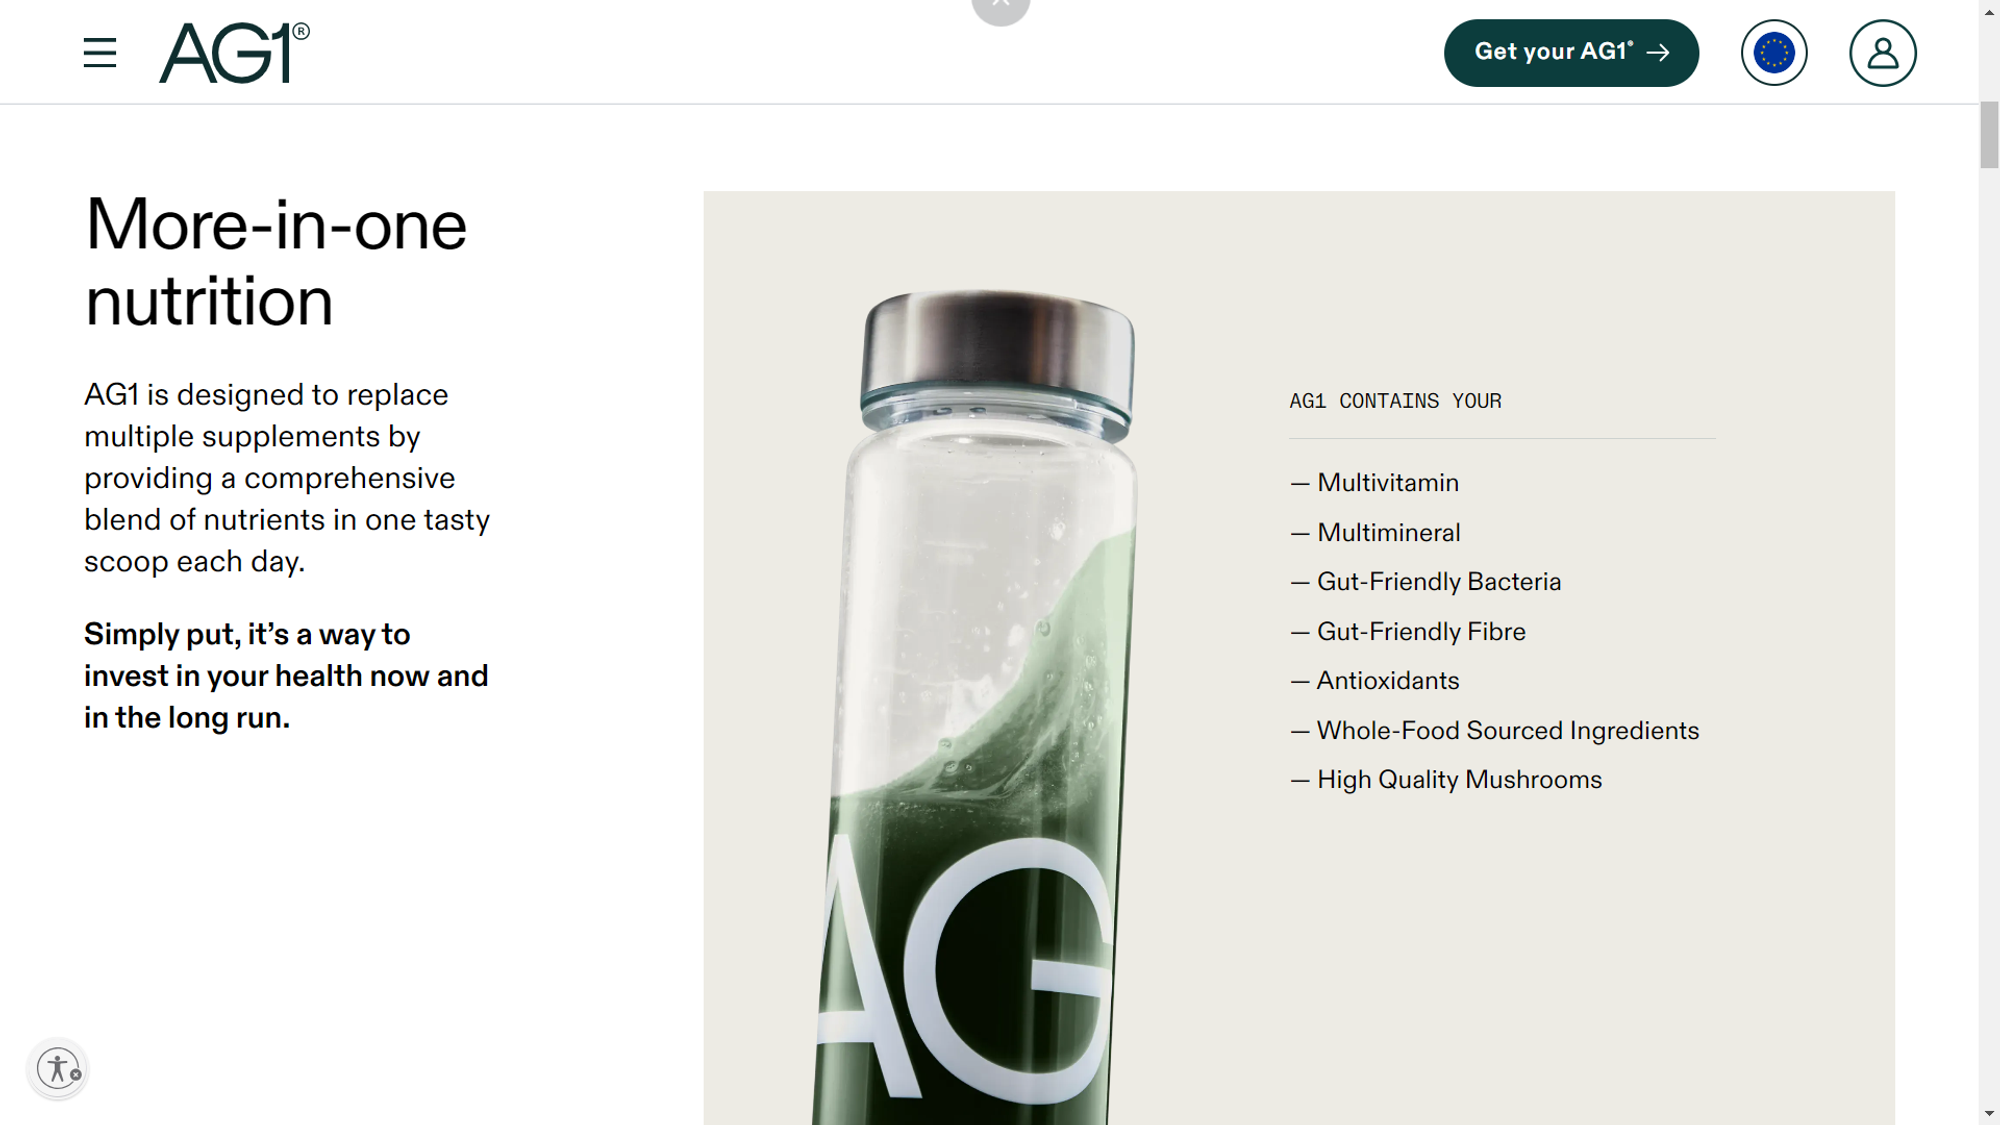 AG1®
Get your AG1®
More-in-one
nutrition
AG1 is designed to replace
multiple supplements by
providing a comprehensive
blend of nutrients in one tasty
scoop each day.
Simply put, it’s a way to
invest in your health now and
in the long run.
AG1 CONTAINS YOUR
— Multivitamin
— Multimineral
— Gut-Friendly Bacteria
— Gut-Friendly Fibre
— Antioxidants
— Whole-Food Sourced Ingredients
— High Quality Mushrooms
AG